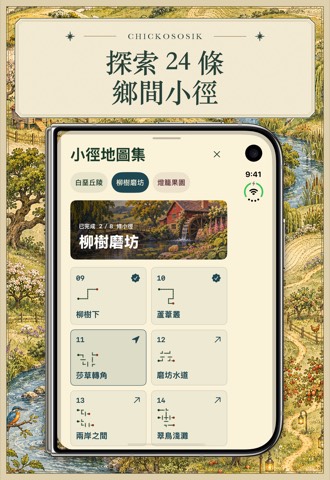 CHICKOSOSIK
探索 24 條
鄉間小徑
小徑地圖集
9:41
白堊丘陵
柳樹磨坊
燈籠果園
已完成 2 / 8 條小徑
柳樹磨坊
09
10
柳樹下
蘆葦叢
11
12
莎草轉角
磨坊水道
13
14
兩岸之間
翠鳥淺灘